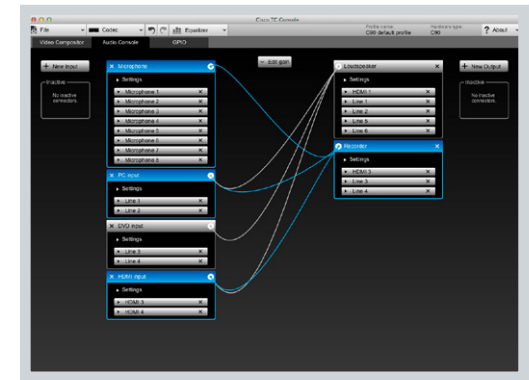 Cisco TC Console
File
Codec
Equalizer
Profile name:
C90 default profile
Hardware type:
C90
? About
Video Compositor
Audio Console
GPIO
+ New Input
Inactive
No inactive
connectors.
× Microphone
Settings
Microphone 1 ×
Microphone 2 ×
Microphone 3 ×
Microphone 4 ×
Microphone 5 ×
Microphone 6 ×
Microphone 7 ×
Microphone 8 ×
× PC input
Settings
Line 1 ×
Line 2 ×
× DVD input
Settings
Line 3 ×
Line 4 ×
× HDMI input
Settings
HDMI 3 ×
HDMI 4 ×
Edit gain
Loudspeaker ×
Settings
HDMI 1 ×
Line 1 ×
Line 2 ×
Line 5 ×
Line 6 ×
Recorder ×
Settings
HDMI 3 ×
Line 3 ×
Line 4 ×
+ New Output
Inactive
No inactive
connectors.